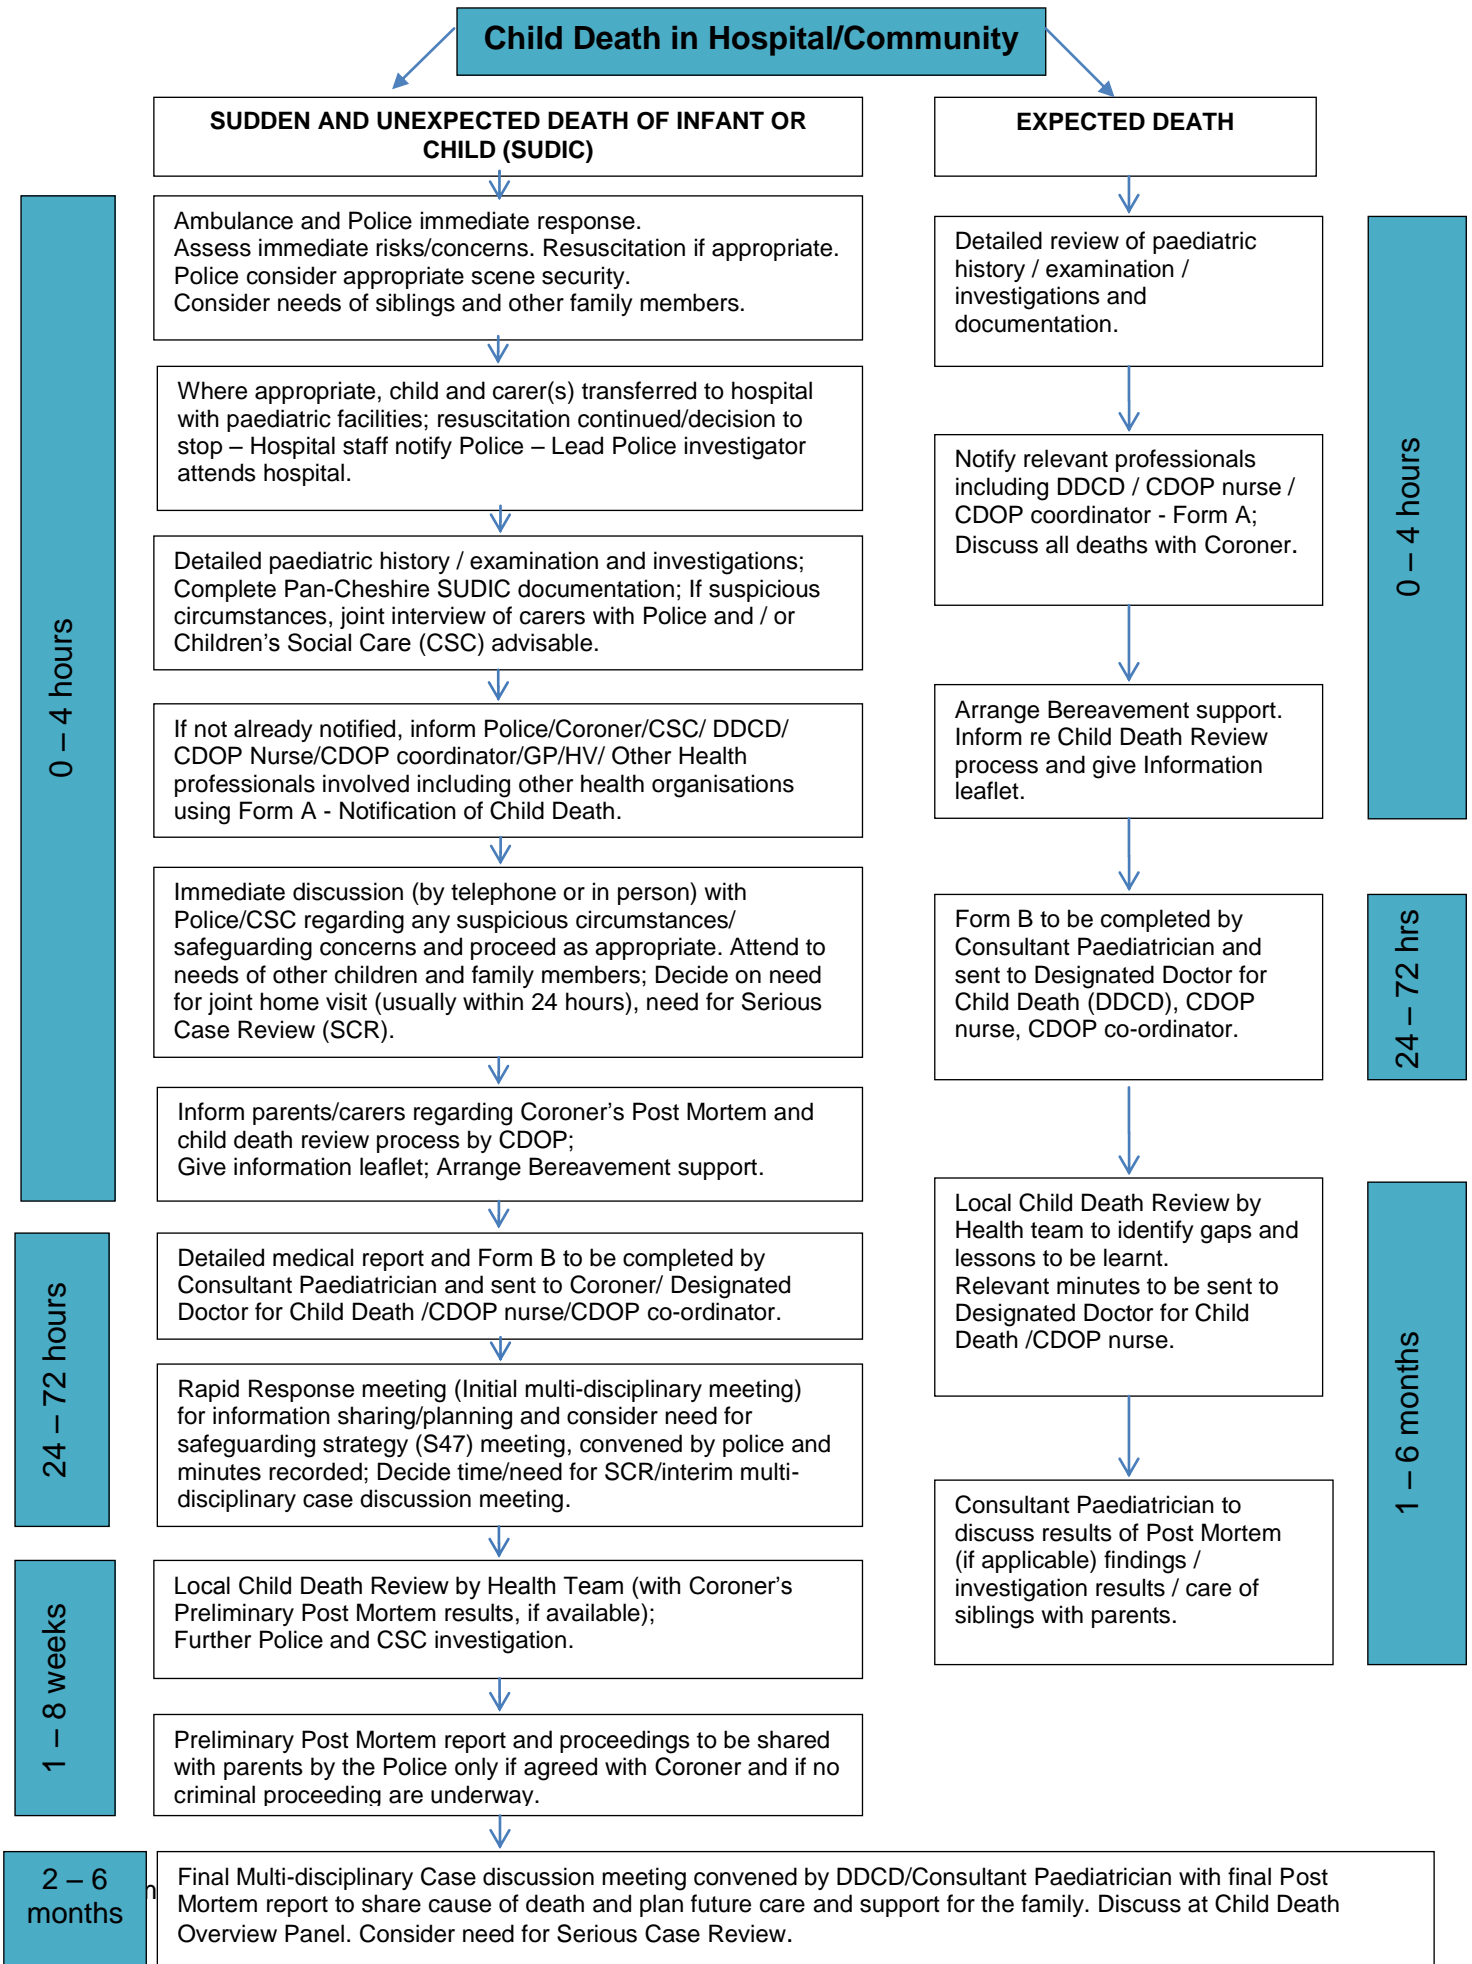 Child Death in Hospital/Community
SUDDEN AND UNEXPECTED DEATH OF INFANT OR
CHILD (SUDIC)
0 – 4 hours
Ambulance and Police immediate response.
Assess immediate risks/concerns. Resuscitation if appropriate.
Police consider appropriate scene security.
Consider needs of siblings and other family members.
Where appropriate, child and carer(s) transferred to hospital
with paediatric facilities; resuscitation continued/decision to
stop – Hospital staff notify Police – Lead Police investigator
attends hospital.
Detailed paediatric history / examination and investigations;
Complete Pan-Cheshire SUDIC documentation; If suspicious
circumstances, joint interview of carers with Police and / or
Children's Social Care (CSC) advisable.
If not already notified, inform Police/Coroner/CSC/ DDCD/
CDOP Nurse/CDOP coordinator/GP/HV/ Other Health
professionals involved including other health organisations
using Form A - Notification of Child Death.
Immediate discussion (by telephone or in person) with
Police/CSC regarding any suspicious circumstances/
safeguarding concerns and proceed as appropriate. Attend to
needs of other children and family members; Decide on need
for joint home visit (usually within 24 hours), need for Serious
Case Review (SCR).
Inform parents/carers regarding Coroner's Post Mortem and
child death review process by CDOP;
Give information leaflet; Arrange Bereavement support.
24 – 72 hours
Detailed medical report and Form B to be completed by
Consultant Paediatrician and sent to Coroner/ Designated
Doctor for Child Death /CDOP nurse/CDOP co-ordinator.
Rapid Response meeting (Initial multi-disciplinary meeting)
for information sharing/planning and consider need for
safeguarding strategy (S47) meeting, convened by police and
minutes recorded; Decide time/need for SCR/interim multi-
disciplinary case discussion meeting.
1 – 8 weeks
Local Child Death Review by Health Team (with Coroner's
Preliminary Post Mortem results, if available);
Further Police and CSC investigation.
Preliminary Post Mortem report and proceedings to be shared
with parents by the Police only if agreed with Coroner and if no
criminal proceeding are underway.
EXPECTED DEATH
0 – 4 hours
Detailed review of paediatric
history / examination /
investigations and
documentation.
Notify relevant professionals
including DDCD / CDOP nurse /
CDOP coordinator - Form A;
Discuss all deaths with Coroner.
Arrange Bereavement support.
Inform re Child Death Review
process and give Information
leaflet.
24 – 72 hrs
Form B to be completed by
Consultant Paediatrician and
sent to Designated Doctor for
Child Death (DDCD), CDOP
nurse, CDOP co-ordinator.
1 – 6 months
Local Child Death Review by
Health team to identify gaps and
lessons to be learnt.
Relevant minutes to be sent to
Designated Doctor for Child
Death /CDOP nurse.
Consultant Paediatrician to
discuss results of Post Mortem
(if applicable) findings /
investigation results / care of
siblings with parents.
2 – 6
months
Final Multi-disciplinary Case discussion meeting convened by DDCD/Consultant Paediatrician with final Post
Mortem report to share cause of death and plan future care and support for the family. Discuss at Child Death
Overview Panel. Consider need for Serious Case Review.